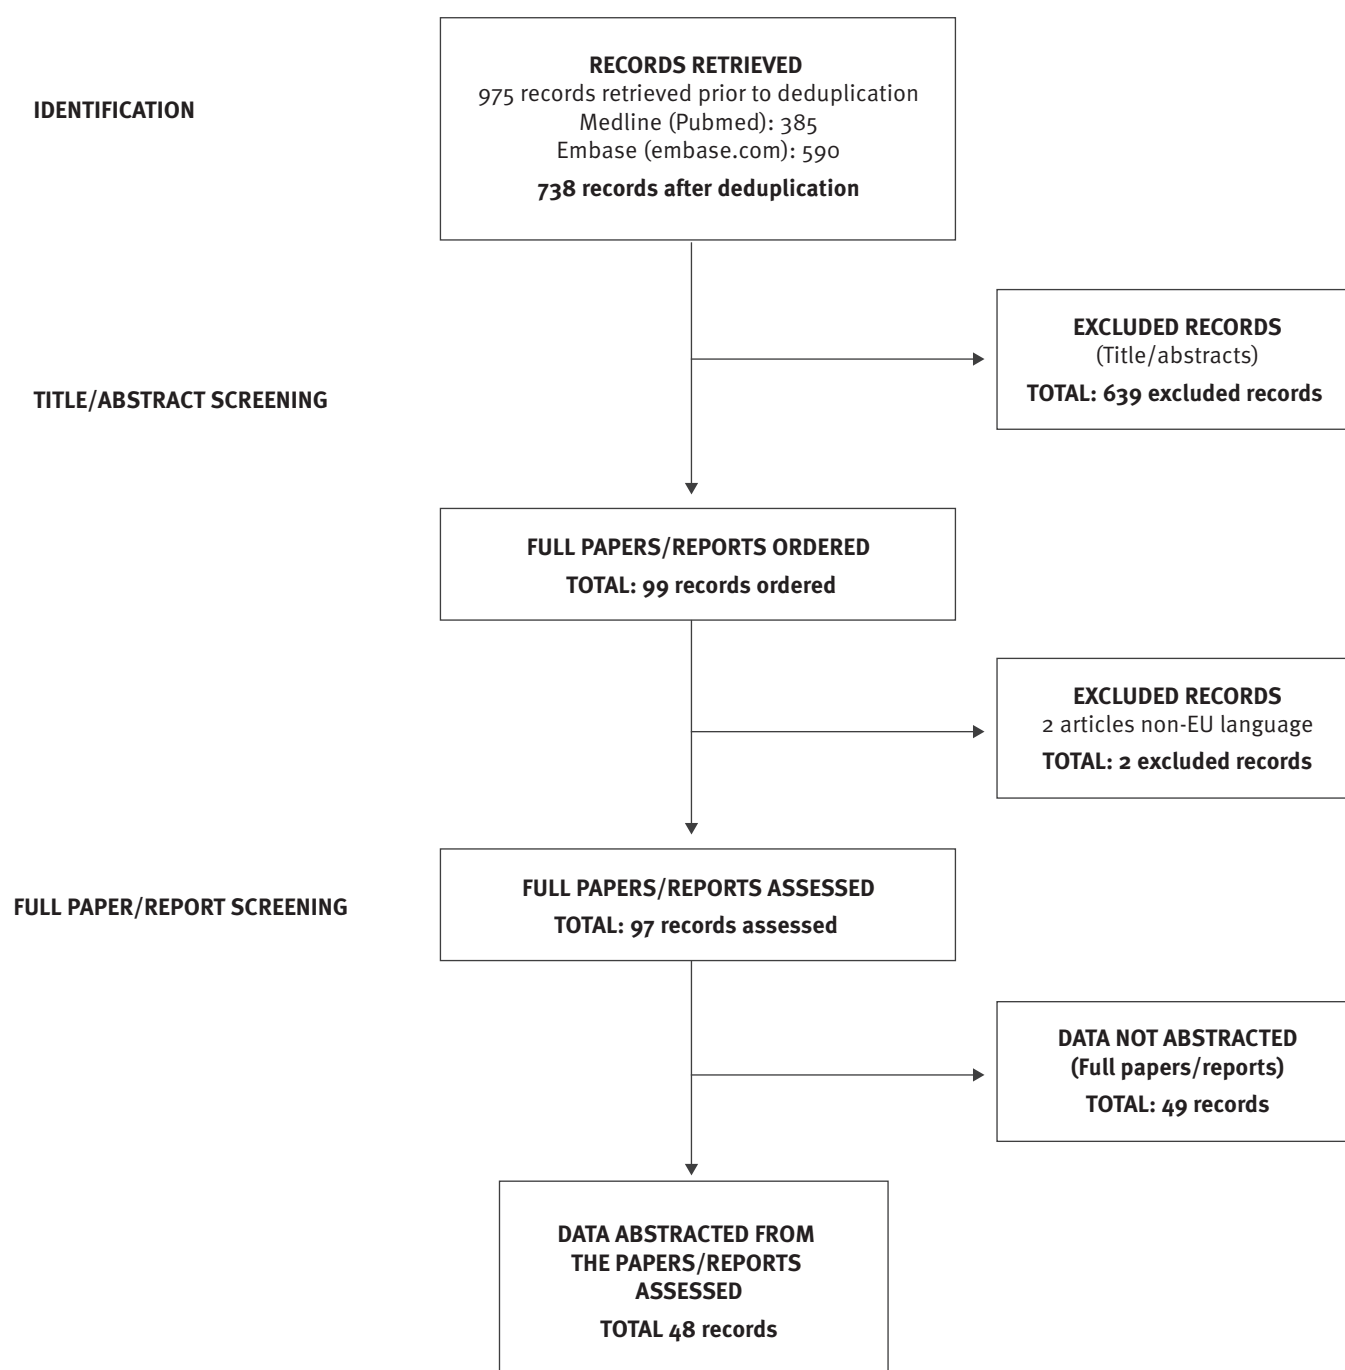 IDENTIFICATION
RECORDS RETRIEVED
975 records retrieved prior to deduplication
Medline (Pubmed): 385
Embase (embase.com): 590
738 records after deduplication
EXCLUDED RECORDS
(Title/abstracts)
TOTAL: 639 excluded records
TITLE/ABSTRACT SCREENING
FULL PAPERS/REPORTS ORDERED
TOTAL: 99 records ordered
EXCLUDED RECORDS
2 articles non-EU language
TOTAL: 2 excluded records
FULL PAPER/REPORT SCREENING
FULL PAPERS/REPORTS ASSESSED
TOTAL: 97 records assessed
DATA NOT ABSTRACTED
(Full papers/reports)
TOTAL: 49 records
DATA ABSTRACTED FROM
THE PAPERS/REPORTS
ASSESSED
TOTAL 48 records